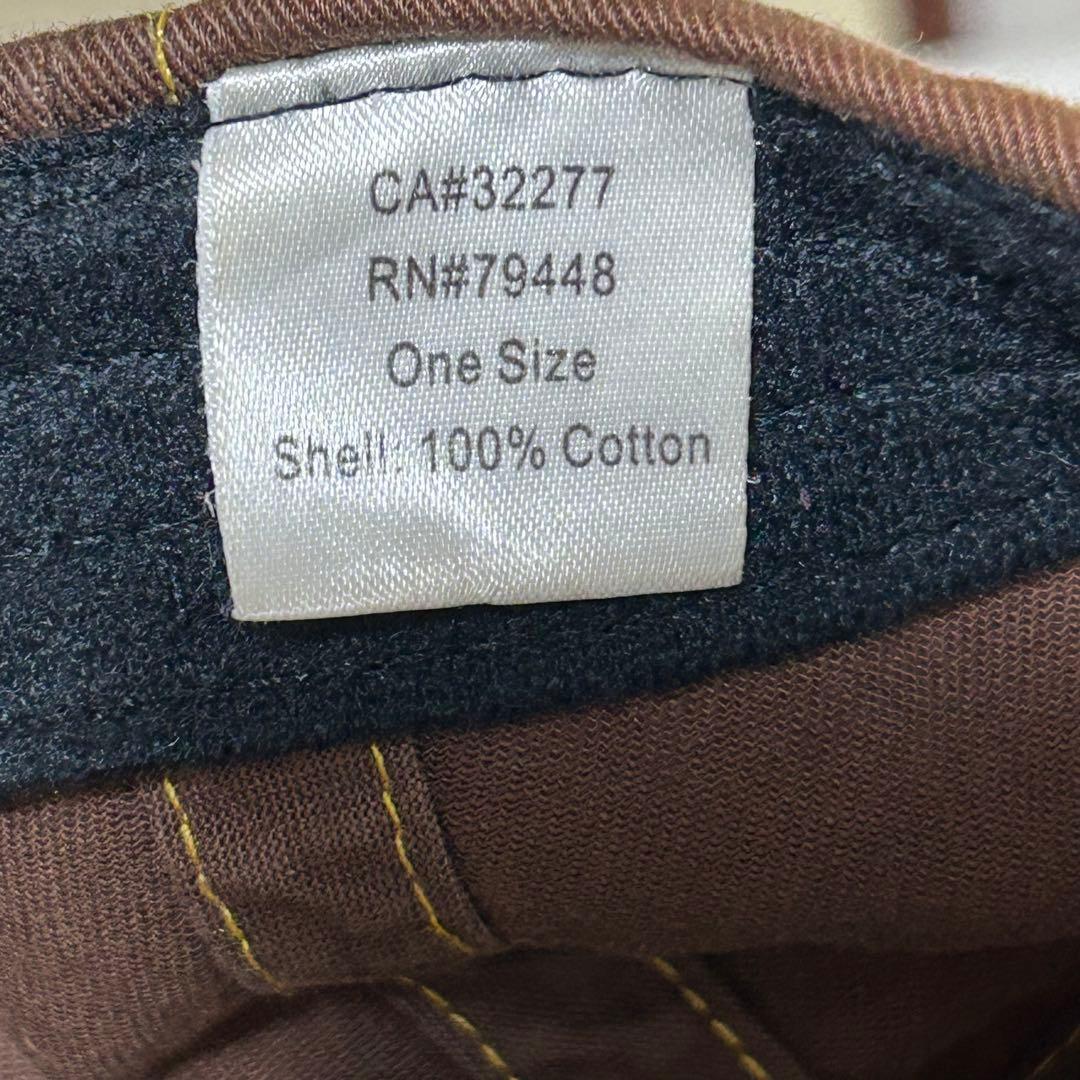 CA#32277
RN#79448
One Size
Shell: 100% Cotton